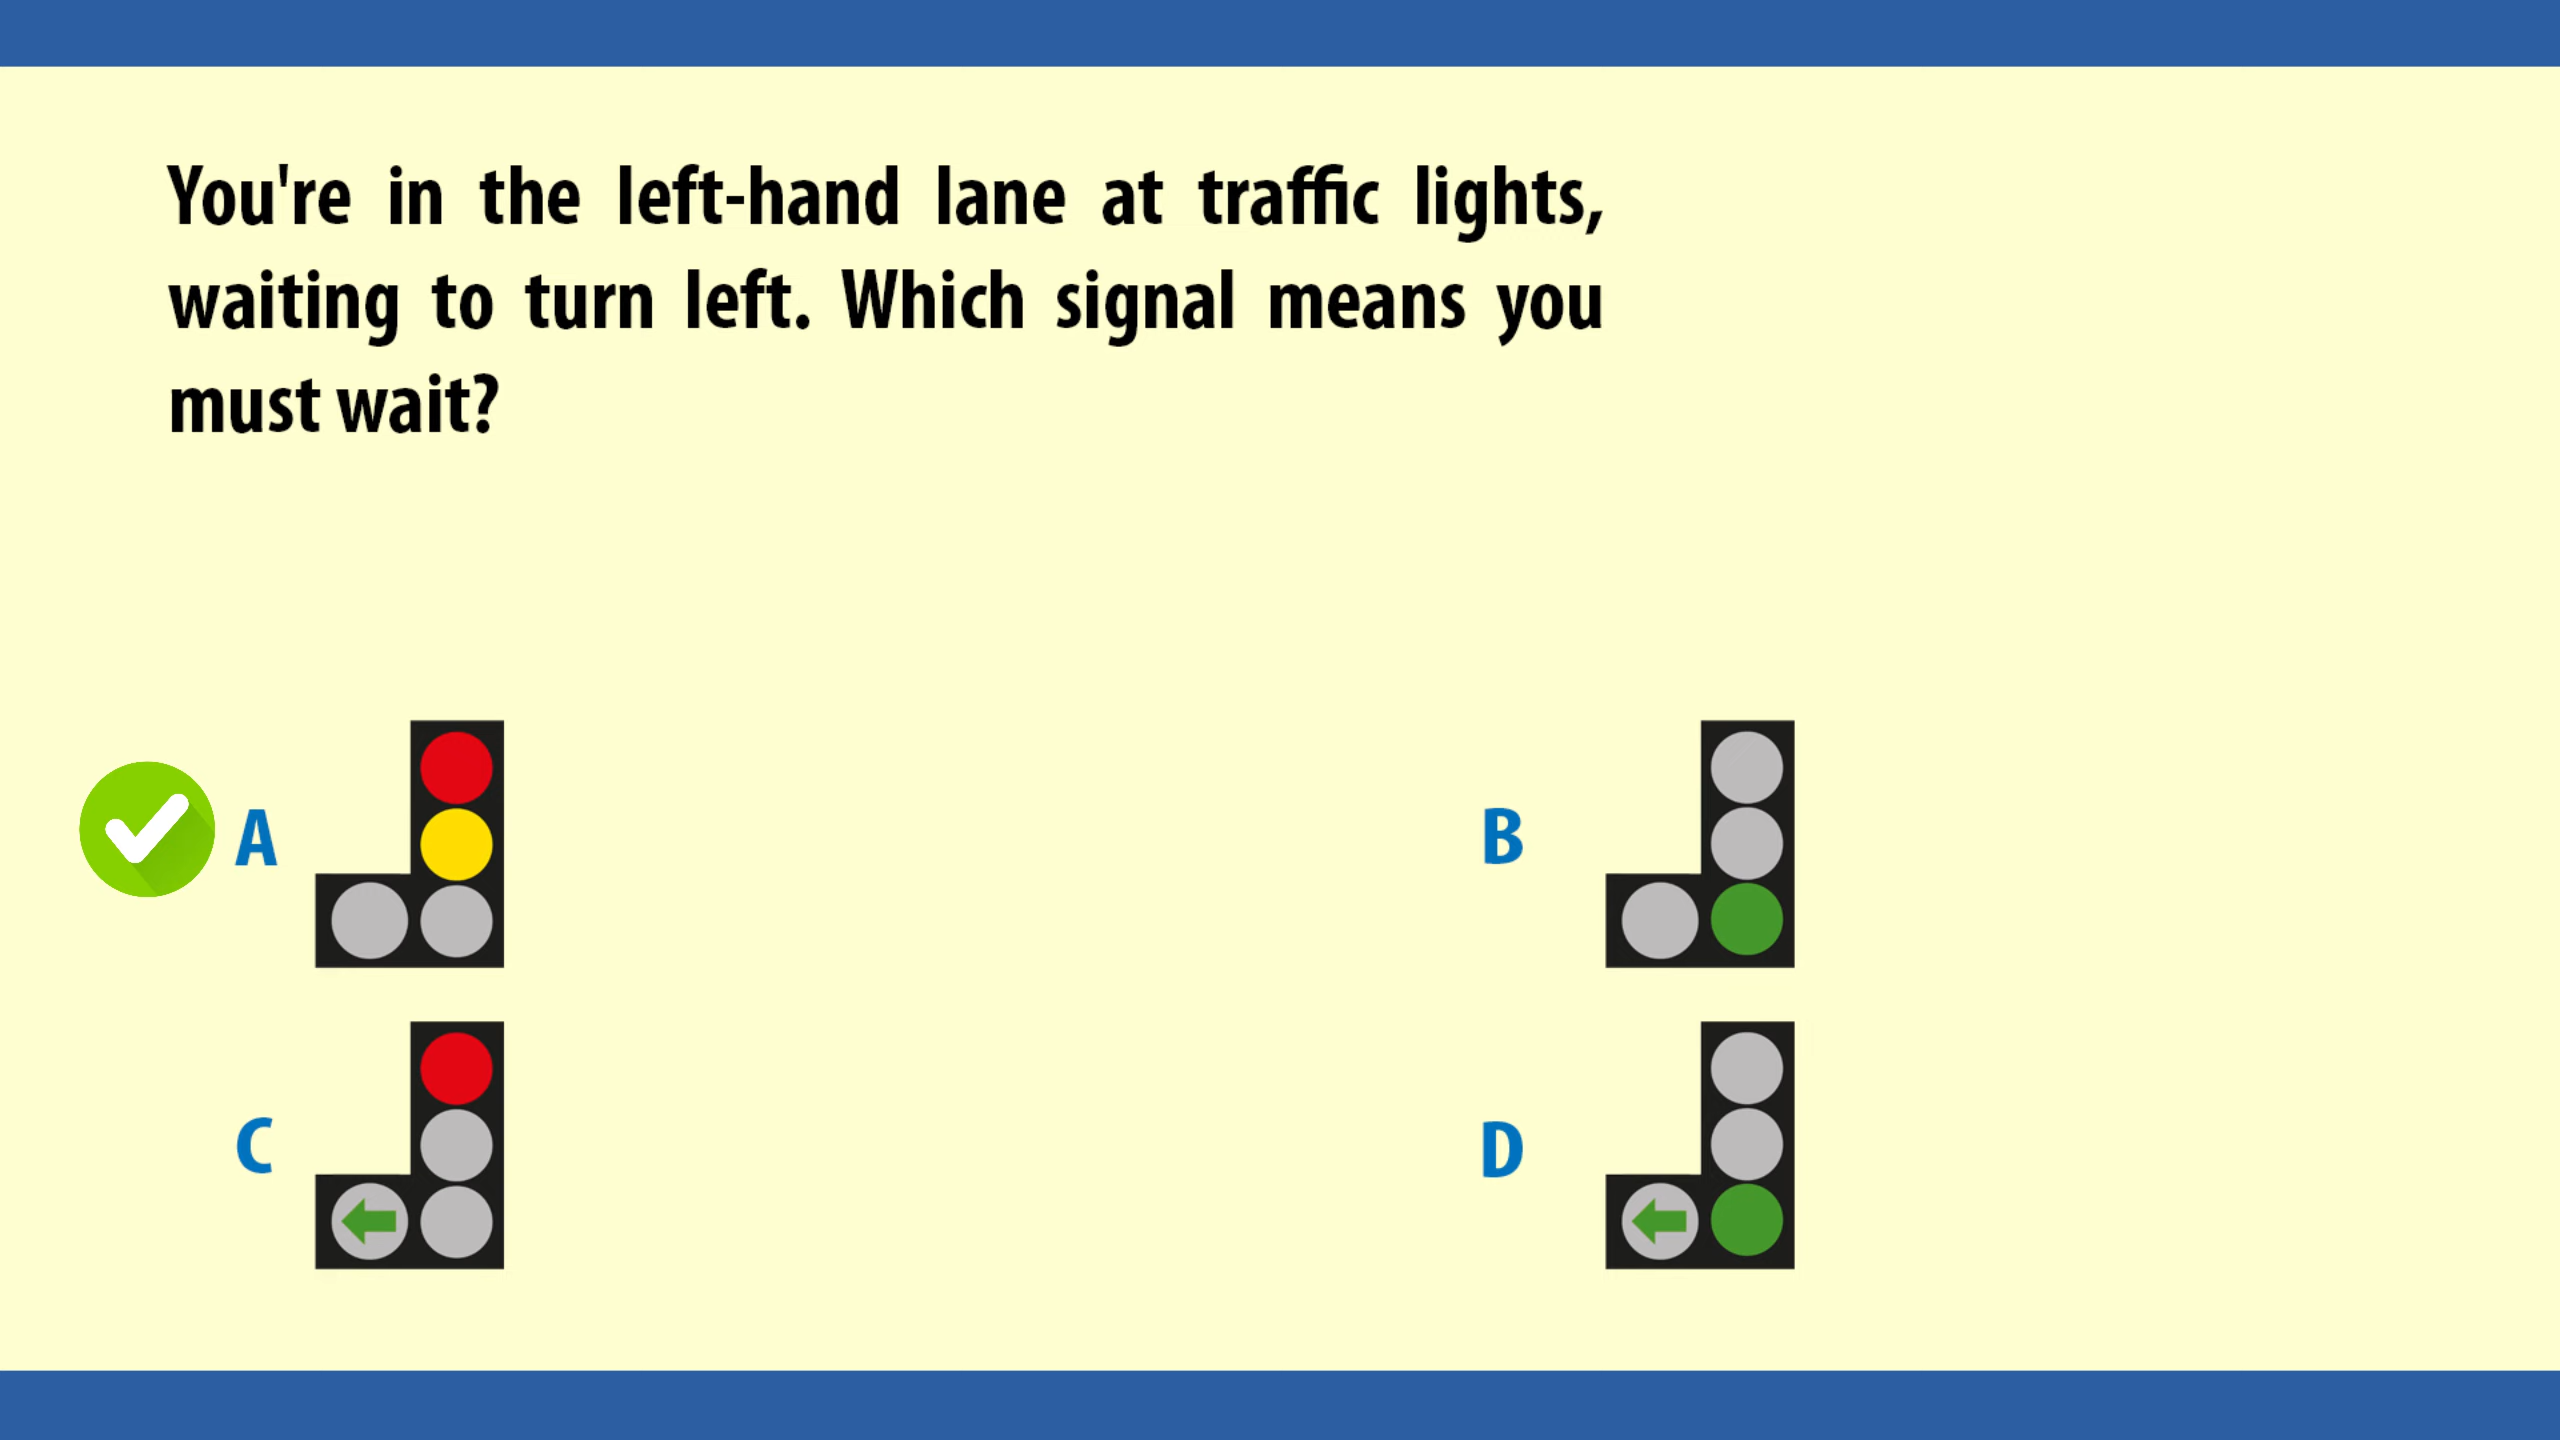 You're in the left-hand lane at traffic lights,
waiting to turn left. Which signal means you
must wait?
A
B
C
D